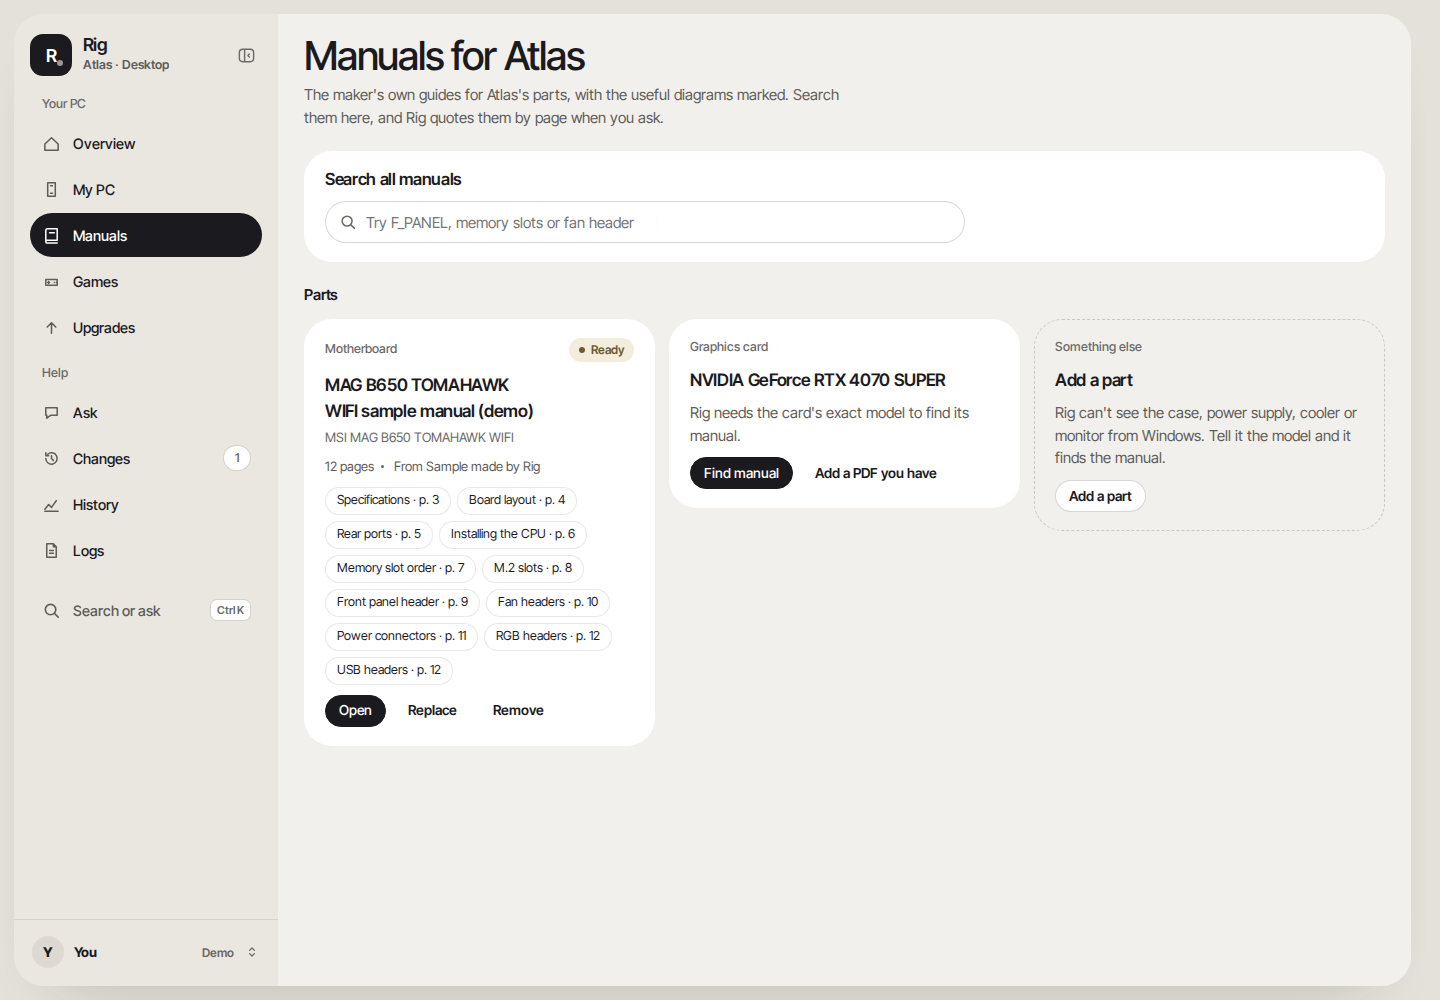 R
Rig
Atlas · Desktop
Your PC
Overview
My PC
Manuals
Games
Upgrades
Help
Ask
Changes 1
History
Logs
Search or ask Ctrl K
Y You Demo
Manuals for Atlas
The maker's own guides for Atlas's parts, with the useful diagrams marked. Search
them here, and Rig quotes them by page when you ask.
Search all manuals
Try F_PANEL, memory slots or fan header
Parts
Motherboard Ready
MAG B650 TOMAHAWK
WIFI sample manual (demo)
MSI MAG B650 TOMAHAWK WIFI
12 pages • From Sample made by Rig
Specifications · p. 3 Board layout · p. 4
Rear ports · p. 5 Installing the CPU · p. 6
Memory slot order · p. 7 M.2 slots · p. 8
Front panel header · p. 9 Fan headers · p. 10
Power connectors · p. 11 RGB headers · p. 12
USB headers · p. 12
Open Replace Remove
Graphics card
NVIDIA GeForce RTX 4070 SUPER
Rig needs the card's exact model to find its
manual.
Find manual Add a PDF you have
Something else
Add a part
Rig can't see the case, power supply, cooler or
monitor from Windows. Tell it the model and it
finds the manual.
Add a part